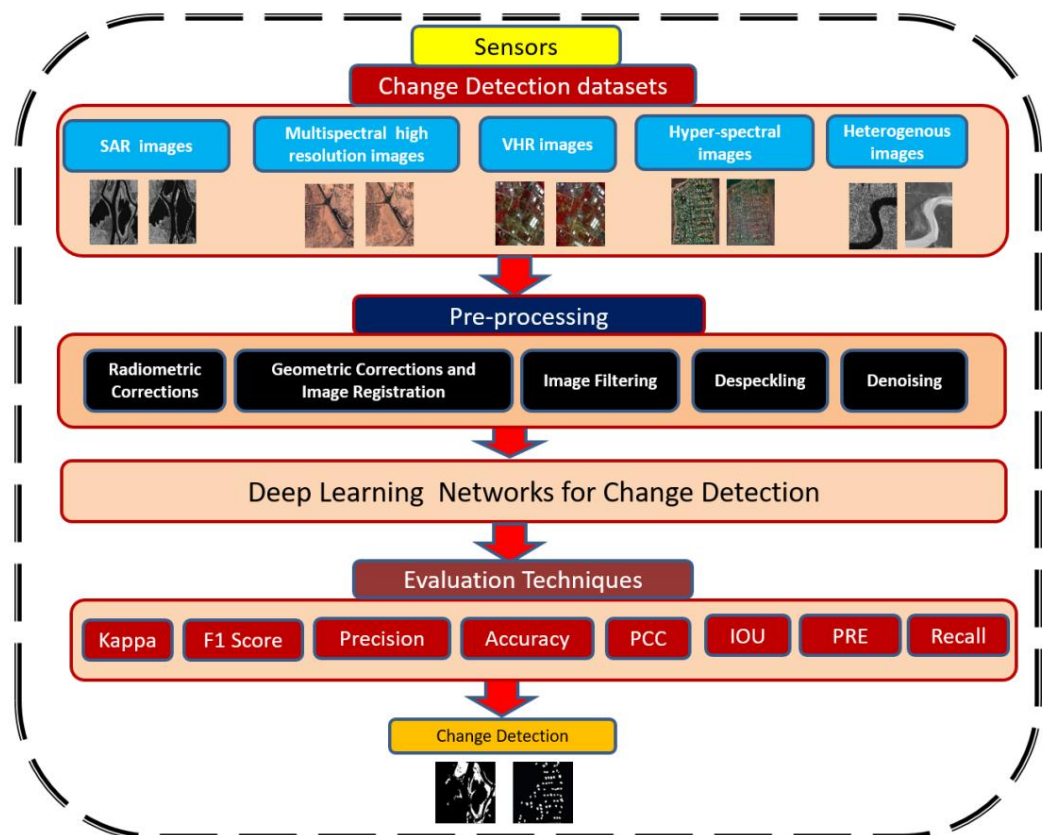 Sensors
Change Detection datasets
SAR images
Multispectral high
resolution images
VHR images
Hyper-spectral
images
Heterogenous
images
Pre-processing
Radiometric
Corrections
Geometric Corrections and
Image Registration
Image Filtering
Despeckling
Denoising
Deep Learning Networks for Change Detection
Evaluation Techniques
Kappa
F1 Score
Precision
Accuracy
PCC
IOU
PRE
Recall
Change Detection